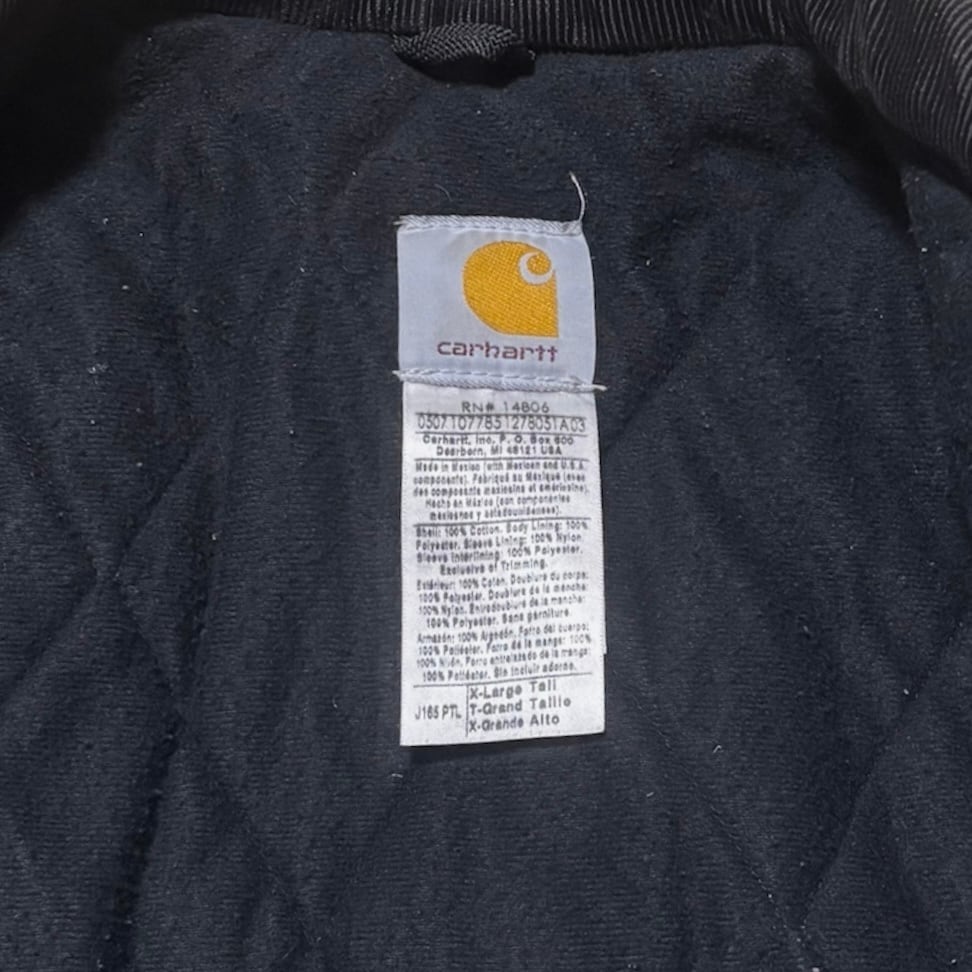 carhartt
RN# 14806
05071077851278051A03
Carhartt, Inc. P. O. Box 600
Dearborn, MI 48121 USA
Made in Mexico (with Mexican and U.S.A.
components). Fabriqué au Méxique (avec
des composants mexicains et américains).
Hecho en México (con componentes
mexicanos y estadounidenses).
Shell: 100% Cotton. Body Lining: 100%
Polyester. Sleeve Lining: 100% Nylon.
Sleeve Interlining: 100% Polyester.
Exclusive of Trimming.
Extérieur: 100% Coton. Doublure du corps:
100% Polyester. Doublure de la manche:
100% Nylon. Entredoublure de la manche:
100% Polyester. Sans garniture.
Armazón: 100% Algodón. Forro del cuerpo:
100% Poliéster. Forro de la manga: 100%
100% Nilón. Forro entrelazado de la manga:
100% Poliéster. Sin incluir adorno.
J165 PTL
X-Large Tall
T-Grand Taille
X-Grande Alto